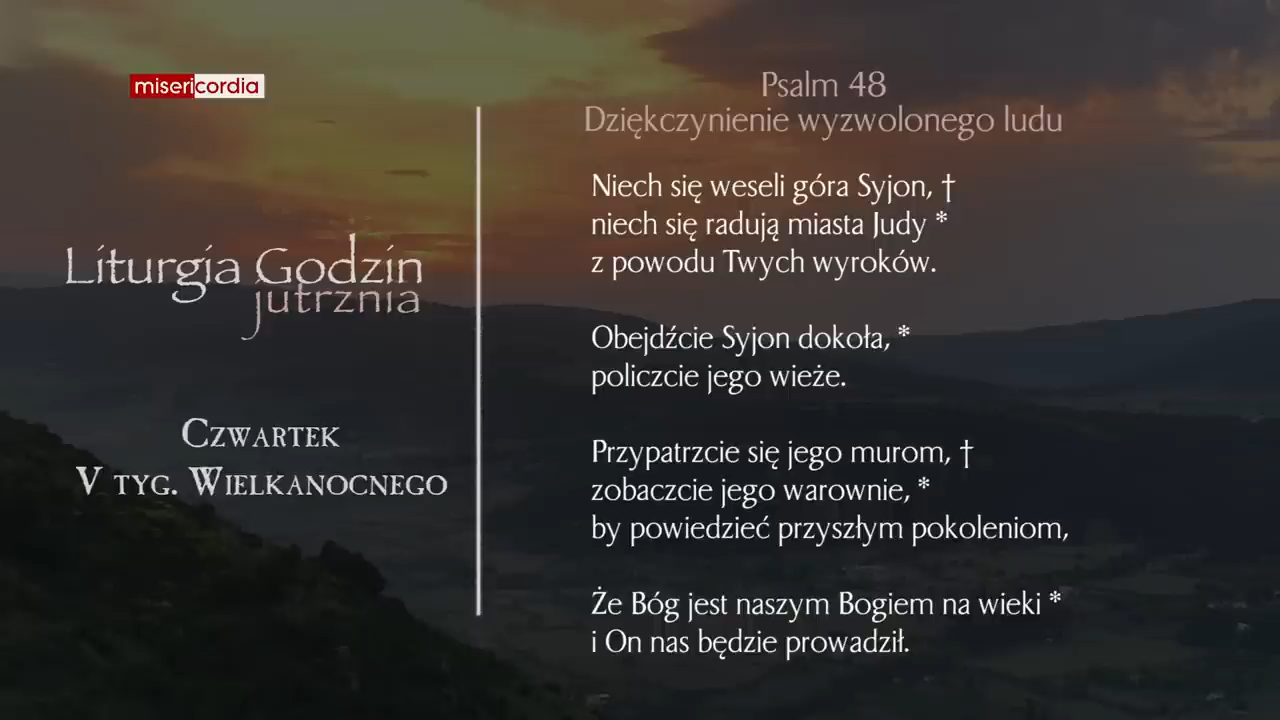 misericordia
Liturgia Godzin
jutrznia
Czwartek
V tyg. Wielkanocnego
Psalm 48
Dziękczynienie wyzwolonego ludu
Niech się weseli góra Syjon, †
niech się radują miasta Judy *
z powodu Twych wyroków.
Obejdźcie Syjon dokoła, *
policzcie jego wieże.
Przypatrzcie się jego murom, †
zobaczcie jego warownie, *
by powiedzieć przyszłym pokoleniom,
Że Bóg jest naszym Bogiem na wieki *
i On nas będzie prowadził.